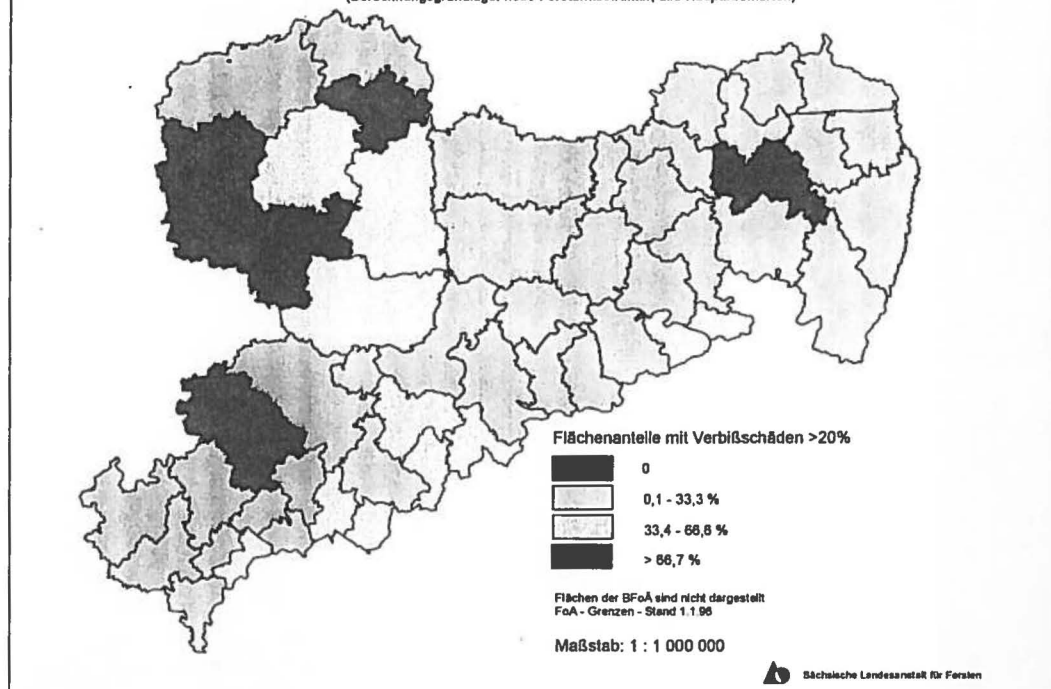 Flächenanteile mit Verbißschäden >20%
0
0,1 - 33,3 %
33,4 - 66,6 %
> 66,7 %
Flächen der BFoÄ sind nicht dargestellt
FoA - Grenzen - Stand 1.1.96
Maßstab: 1 : 1 000 000
Sächsische Landesanstalt für Forsten